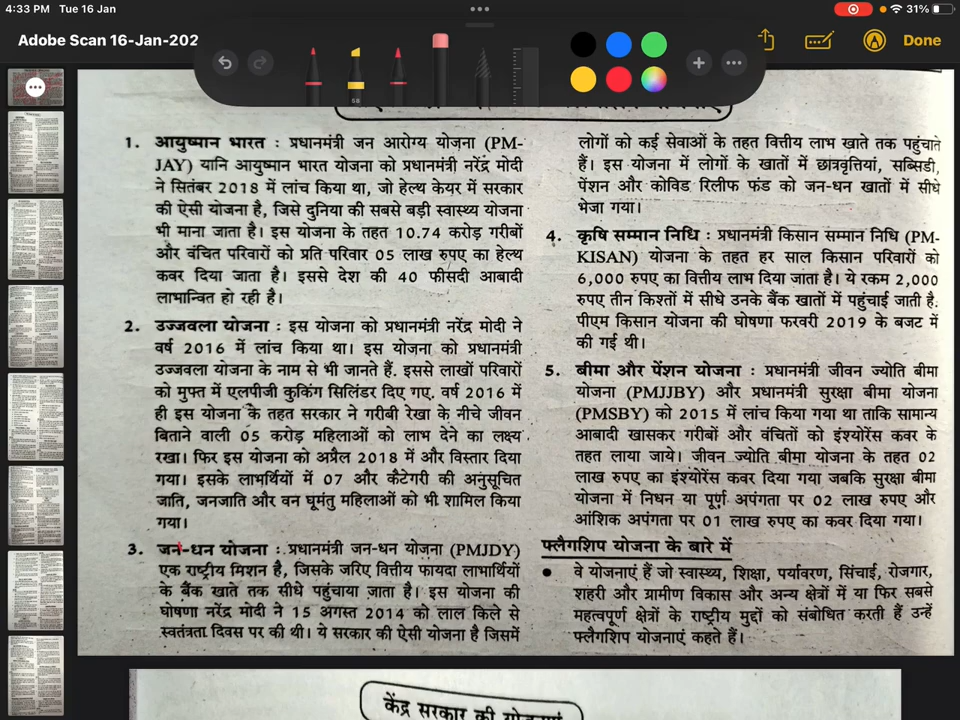 4:33 PM Tue 16 Jan
31%
Adobe Scan 16-Jan-202
Done
56
1. आयुष्मान भारत : प्रधानमंत्री जन आरोग्य योजना (PM-
JAY) यानि आयुष्मान भारत योजना को प्रधानमंत्री नरेंद्र मोदी
ने सितंबर 2018 में लांच किया था, जो हेल्थ केयर में सरकार
की ऐसी योजना है, जिसे दुनिया की सबसे बड़ी स्वास्थ्य योजना
भी माना जाता है। इस योजना के तहत 10.74 करोड़ गरीबों
और वंचित परिवारों को प्रति परिवार 05 लाख रुपए का हेल्थ
कवर दिया जाता है। इससे देश की 40 फीसदी आबादी
लाभान्वित हो रही है।
2. उज्जवला योजना : इस योजना को प्रधानमंत्री नरेंद्र मोदी ने
वर्ष 2016 में लांच किया था। इस योजना को प्रधानमंत्री
उज्जवला योजना के नाम से भी जानते हैं. इससे लाखों परिवारों
को मुफ्त में एलपीजी कुकिंग सिलिंडर दिए गए. वर्ष 2016 में
ही इस योजना के तहत सरकार ने गरीबी रेखा के नीचे जीवन
बिताने वाली 05 करोड़ महिलाओं को लाभ देने का लक्ष्य
रखा। फिर इस योजना को अप्रैल 2018 में और विस्तार दिया
गया। इसके लाभर्थियों में 07 और कैटेगरी की अनुसूचित
जाति, जनजाति और वन घूमंतु महिलाओं को भी शामिल किया
गया।
3. जन-धन योजना : प्रधानमंत्री जन-धन योजना (PMJDY)
एक राष्ट्रीय मिशन है, जिसके जरिए वित्तीय फायदा लाभार्थियों
के बैंक खाते तक सीधे पहुंचाया जाता है। इस योजना की
घोषणा नरेंद्र मोदी ने 15 अगस्त 2014 को लाल किले से
स्वतंत्रता दिवस पर की थी। ये सरकार की ऐसी योजना है जिसमें
लोगों को कई सेवाओं के तहत वित्तीय लाभ खाते तक पहुंचाते
हैं। इस योजना में लोगों के खातों में छात्रवृत्तियां, सब्सिडी,
पेंशन और कोविड रिलीफ फंड को जन-धन खातों में सीधे
भेजा गया।
4. कृषि सम्मान निधि : प्रधानमंत्री किसान सम्मान निधि (PM-
KISAN) योजना के तहत हर साल किसान परिवारों को
6,000 रुपए का वित्तीय लाभ दिया जाता है। ये रकम 2,000
रुपए तीन किश्तों में सीधे उनके बैंक खातों में पहुंचाई जाती है.
पीएम किसान योजना की घोषणा फरवरी 2019 के बजट में
की गई थी।
5. बीमा और पेंशन योजना : प्रधानमंत्री जीवन ज्योति बीमा
योजना (PMJJBY) और प्रधानमंत्री सुरक्षा बीमा योजना
(PMSBY) को 2015 में लांच किया गया था ताकि सामान्य
आबादी खासकर गरीबों और वंचितों को इंश्योरेंस कवर के
तहत लाया जाये। जीवन ज्योति बीमा योजना के तहत 02
लाख रुपए का इंश्योरेंस कवर दिया गया जबकि सुरक्षा बीमा
योजना में निधन या पूर्ण अपंगता पर 02 लाख रुपए और
आंशिक अपंगता पर 01 लाख रुपए का कवर दिया गया।
फ्लैगशिप योजना के बारे में
● वे योजनाएं हैं जो स्वास्थ्य, शिक्षा, पर्यावरण, सिंचाई, रोजगार,
शहरी और ग्रामीण विकास और अन्य क्षेत्रों में या फिर सबसे
महत्वपूर्ण क्षेत्रों के राष्ट्रीय मुद्दों को संबोधित करती हैं उन्हें
फ्लैगशिप योजनाएं कहते हैं।
केंद्र सरकार की योजनाएं